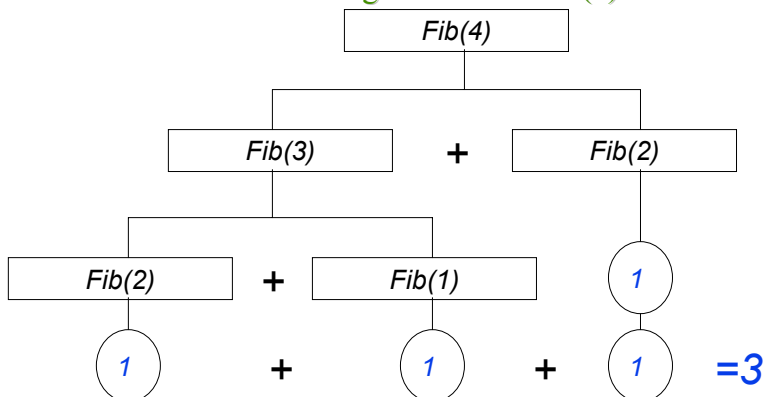 Fib(4)
Fib(3) + Fib(2)
Fib(2) + Fib(1) 1
1 + 1 + 1 =3